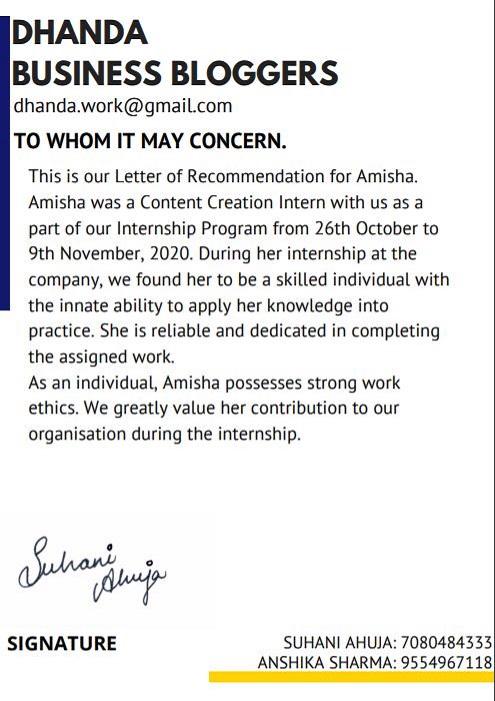 DHANDA
BUSINESS BLOGGERS
dhanda.work@gmail.com
TO WHOM IT MAY CONCERN.
This is our Letter of Recommendation for Amisha.
Amisha was a Content Creation Intern with us as a
part of our Internship Program from 26th October to
9th November, 2020. During her internship at the
company, we found her to be a skilled individual with
the innate ability to apply her knowledge into
practice. She is reliable and dedicated in completing
the assigned work.
As an individual, Amisha possesses strong work
ethics. We greatly value her contribution to our
organisation during the internship.
Suhani
Ahuja
SIGNATURE
SUHANI AHUJA: 7080484333
ANSHIKA SHARMA: 9554967118